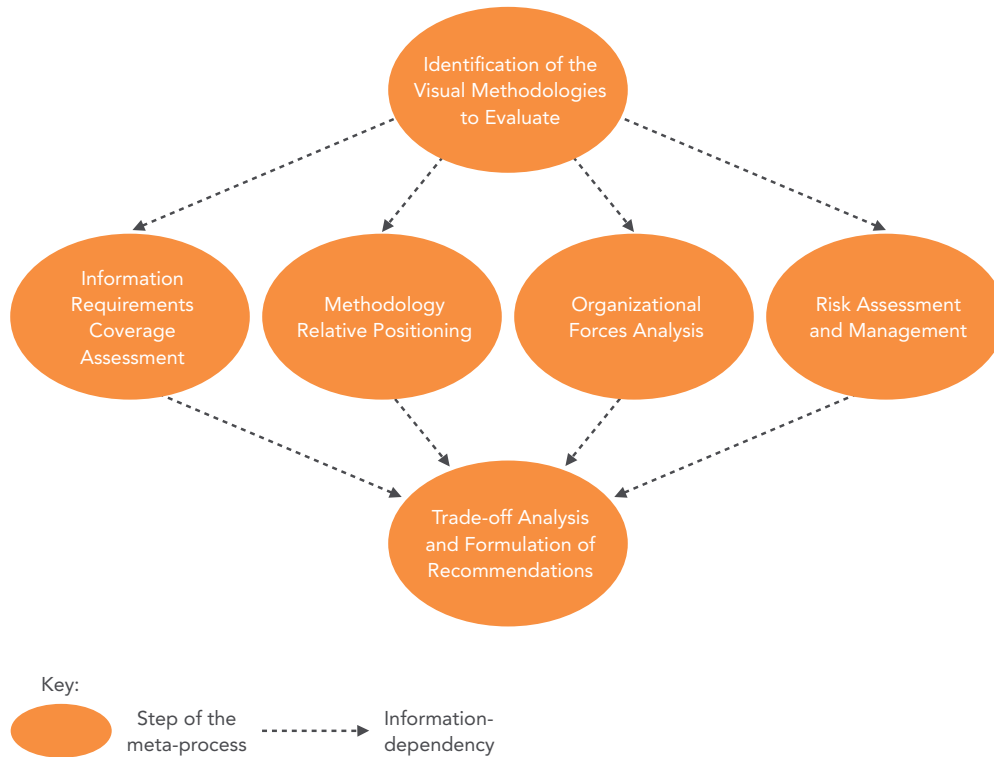 Identification of the
Visual Methodologies
to Evaluate
Information
Requirements
Coverage
Assessment
Methodology
Relative Positioning
Organizational
Forces Analysis
Risk Assessment
and Management
Trade-off Analysis
and Formulation of
Recommendations
Key:
Step of the
meta-process
Information-
dependency